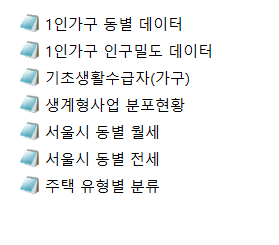 1인가구 동별 데이터
1인가구 인구밀도 데이터
기초생활수급자(가구)
생계형사업 분포현황
서울시 동별 월세
서울시 동별 전세
주택 유형별 분류